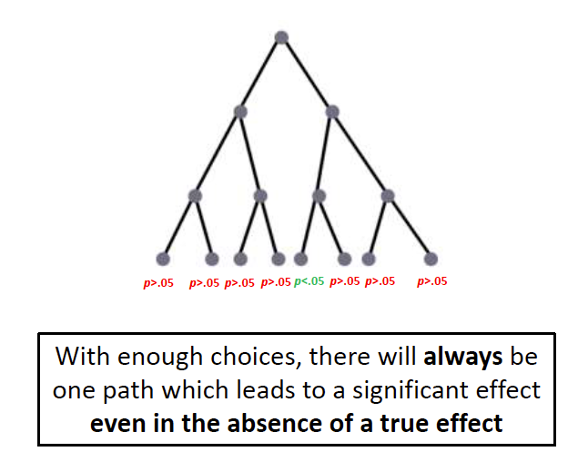 p>.05 p>.05 p>.05 p>.05 p<.05 p>.05 p>.05 p>.05
With enough choices, there will always be
one path which leads to a significant effect
even in the absence of a true effect